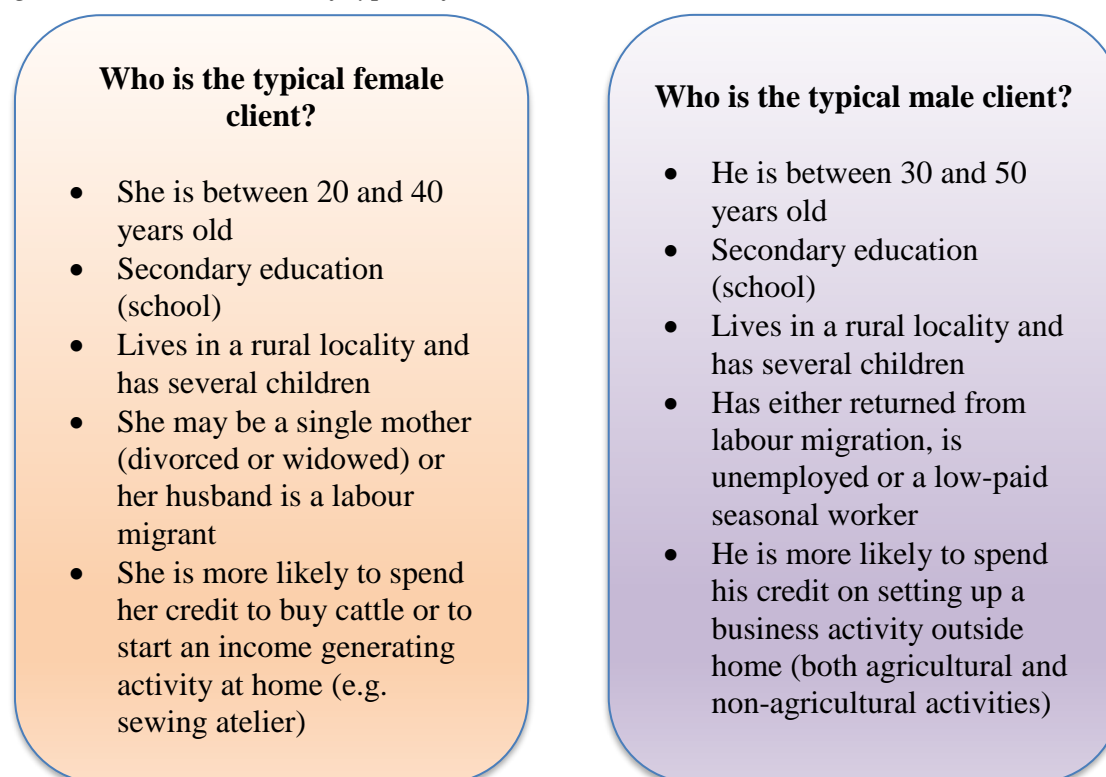 Who is the typical female
client?
• She is between 20 and 40
years old
• Secondary education
(school)
• Lives in a rural locality and
has several children
• She may be a single mother
(divorced or widowed) or
her husband is a labour
migrant
• She is more likely to spend
her credit to buy cattle or to
start an income generating
activity at home (e.g.
sewing atelier)
Who is the typical male client?
• He is between 30 and 50
years old
• Secondary education
(school)
• Lives in a rural locality and
has several children
• Has either returned from
labour migration, is
unemployed or a low-paid
seasonal worker
• He is more likely to spend
his credit on setting up a
business activity outside
home (both agricultural and
non-agricultural activities)